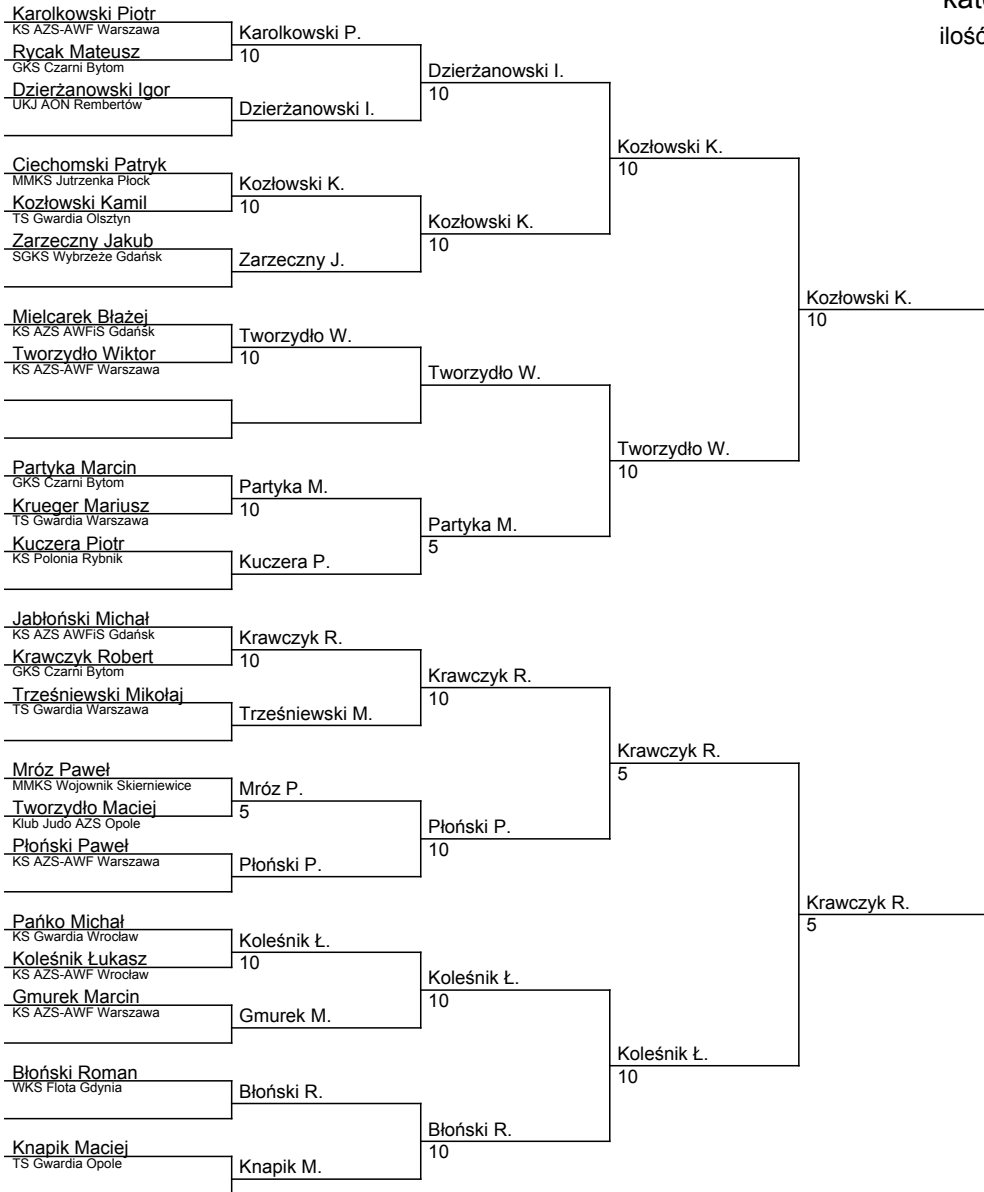 Karolkowski Piotr
KS AZS-AWF Warszawa
Rycak Mateusz
GKS Czarni Bytom
Dzierżanowski Igor
UKJ AON Rembertów
Ciechomski Patryk
MMKS Jutrzenka Płock
Kozłowski Kamil
TS Gwardia Olsztyn
Zarzeczny Jakub
SGKS Wybrzeże Gdańsk
Mielcarek Błażej
KS AZS AWFiS Gdańsk
Tworzydło Wiktor
KS AZS-AWF Warszawa
Partyka Marcin
GKS Czarni Bytom
Krueger Mariusz
TS Gwardia Warszawa
Kuczera Piotr
KS Polonia Rybnik
Jabłoński Michał
KS AZS AWFiS Gdańsk
Krawczyk Robert
GKS Czarni Bytom
Trześniewski Mikołaj
TS Gwardia Warszawa
Mróz Paweł
MMKS Wojownik Skierniewice
Tworzydło Maciej
Klub Judo AZS Opole
Płoński Paweł
KS AZS-AWF Warszawa
Pańko Michał
KS Gwardia Wrocław
Koleśnik Łukasz
KS AZS-AWF Wrocław
Gmurek Marcin
KS AZS-AWF Warszawa
Błoński Roman
WKS Flota Gdynia
Knapik Maciej
TS Gwardia Opole
Karolkowski P.
10
Dzierżanowski I.
Kozłowski K.
10
Zarzeczny J.
Tworzydło W.
10
Partyka M.
10
Kuczera P.
Krawczyk R.
10
Trześniewski M.
Mróz P.
5
Płoński P.
Koleśnik Ł.
10
Gmurek M.
Błoński R.
Knapik M.
Dzierżanowski I.
10
Kozłowski K.
10
Tworzydło W.
Partyka M.
5
Krawczyk R.
10
Płoński P.
10
Koleśnik Ł.
10
Błoński R.
10
Kozłowski K.
10
Tworzydło W.
10
Krawczyk R.
5
Koleśnik Ł.
10
Kozłowski K.
10
Krawczyk R.
5
ilość